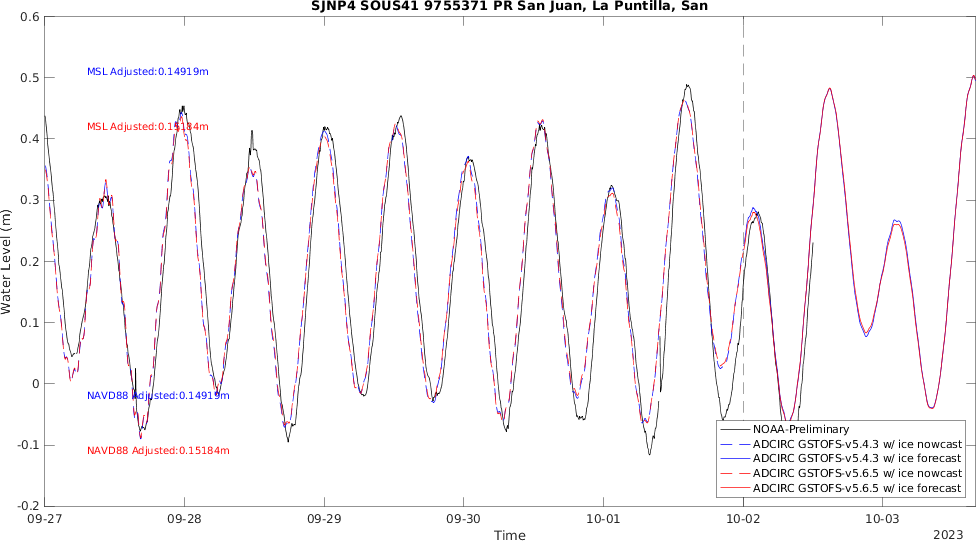 SJNP4 SOUS41 9755371 PR San Juan, La Puntilla, San
0.6
0.5
0.4
0.3
0.2
0.1
0
-0.1
-0.2
Water Level (m)
MSL Adjusted:0.14919m
MSL Adjusted:0.15184m
NAVD88 Adjusted:0.14919m
NAVD88 Adjusted:0.15184m
NOAA-Preliminary
ADCIRC GSTOFS-v5.4.3 w/ ice nowcast
ADCIRC GSTOFS-v5.4.3 w/ ice forecast
ADCIRC GSTOFS-v5.6.5 w/ ice nowcast
ADCIRC GSTOFS-v5.6.5 w/ ice forecast
09-27 09-28 09-29 09-30 10-01 10-02 10-03
Time
2023